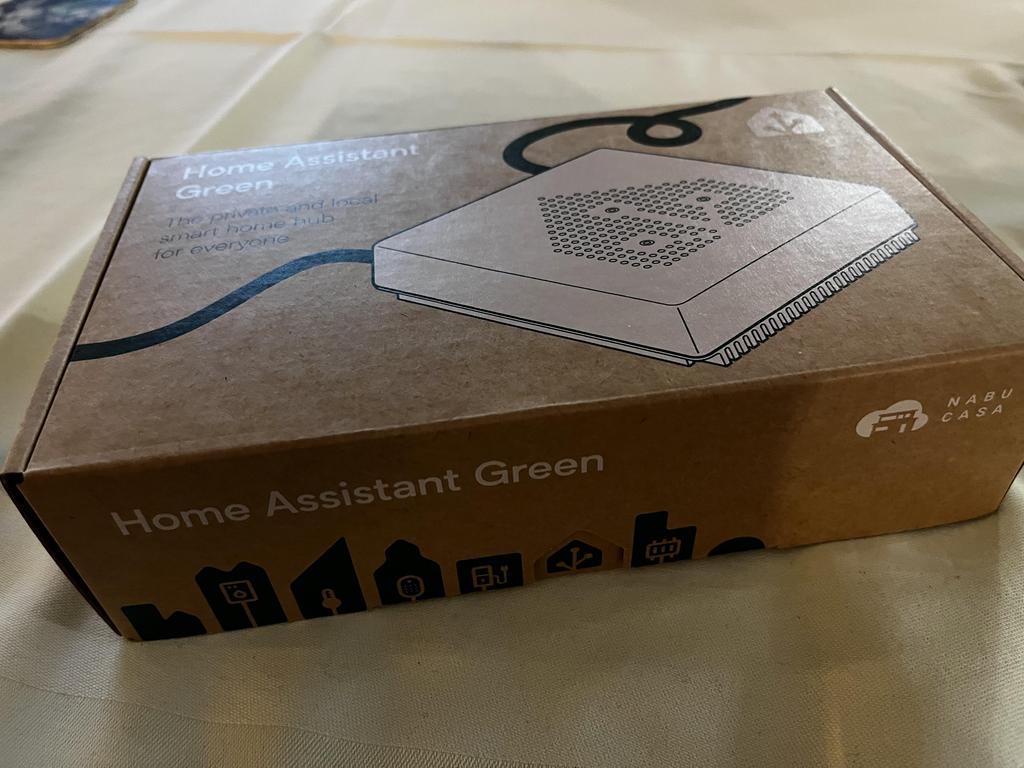 Home Assistant
Green
The private and local
smart home hub
for everyone
NABU
CASA
Home Assistant Green